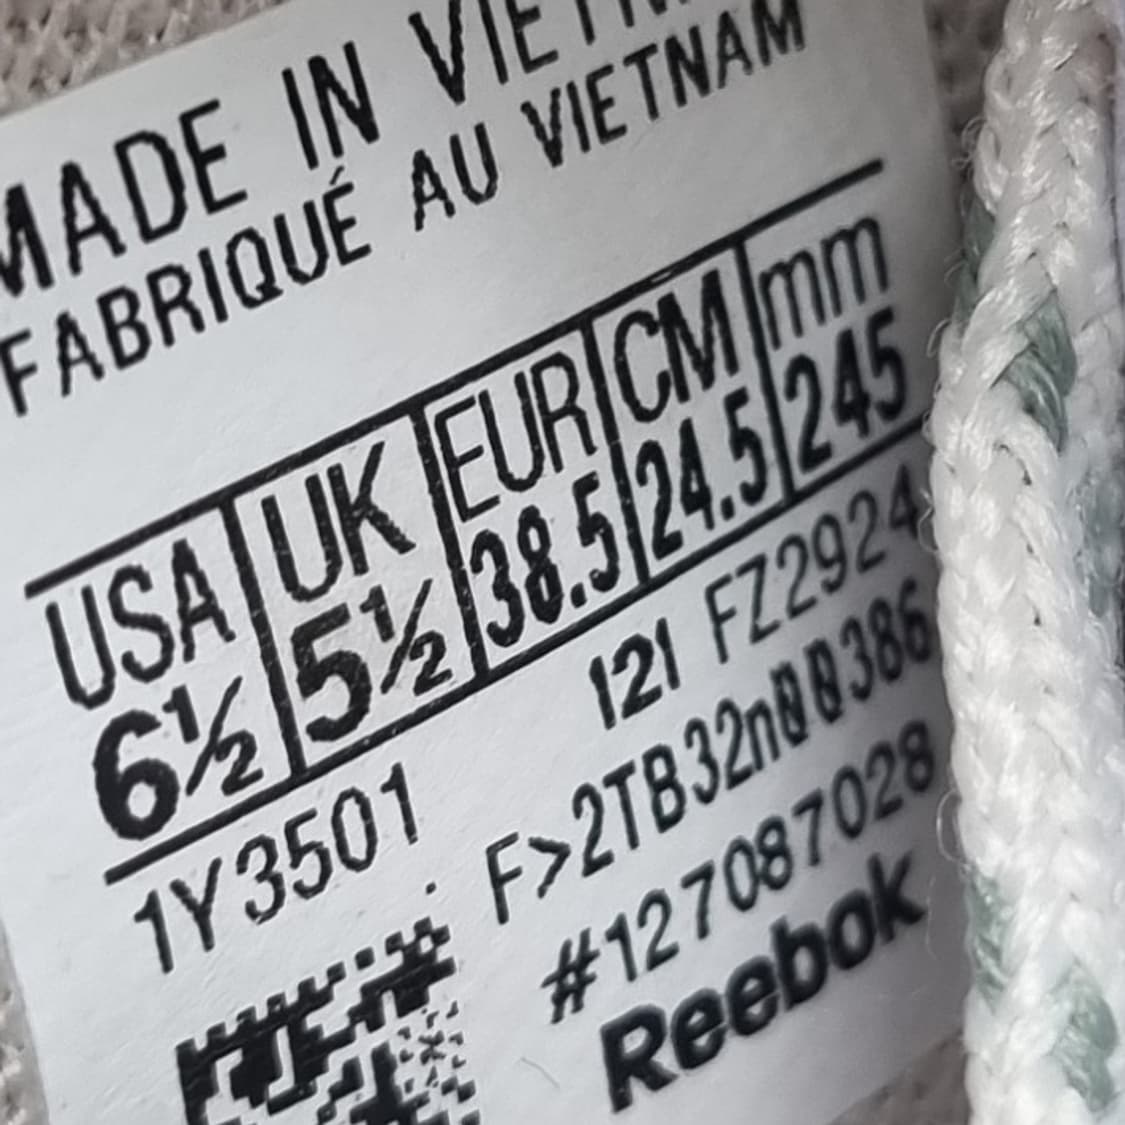 MADE IN
FABRIQUÉ AU VIETNAM
USA UK EUR CM mm
6½ 5½ 38.5 24.5 245
1Y3501 121 FZ2924
#127087028
Reebok